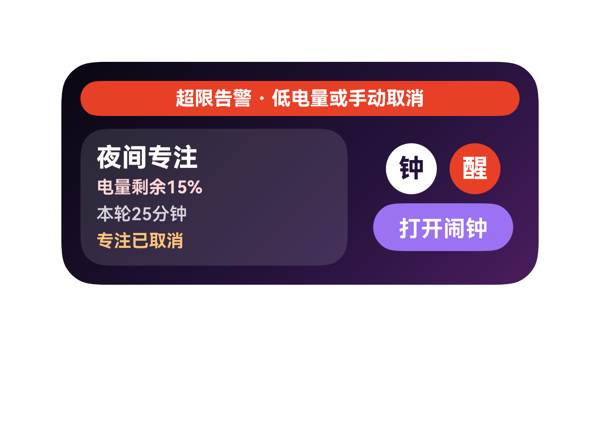 超限告警 · 低电量或手动取消
夜间专注
电量剩余15%
本轮25分钟
专注已取消
钟
醒
打开闹钟